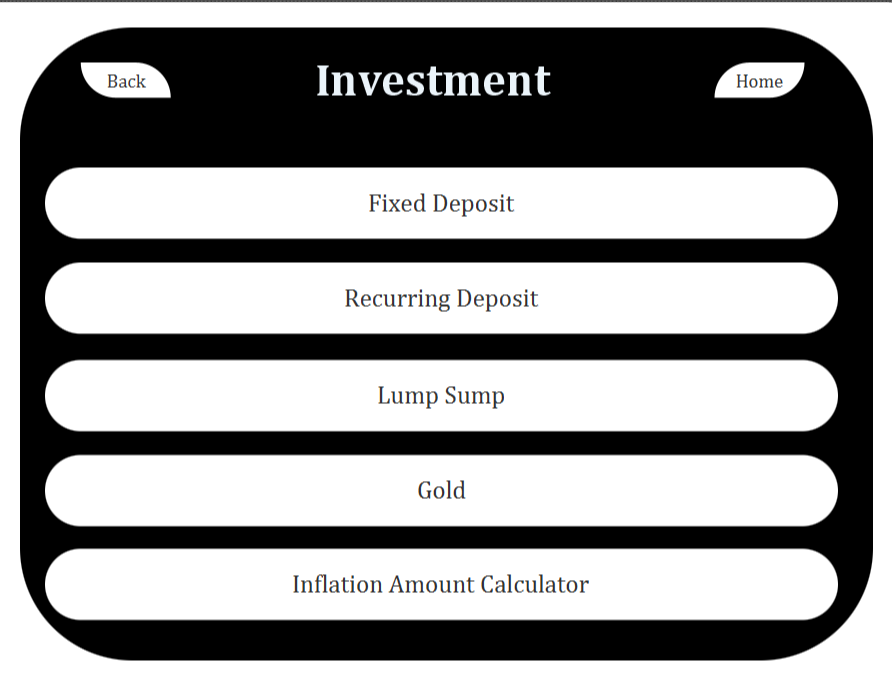 Back
Investment
Home
Fixed Deposit
Recurring Deposit
Lump Sump
Gold
Inflation Amount Calculator